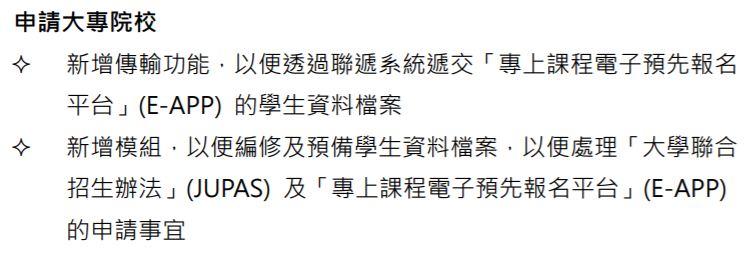 申請大專院校
✧ 新增傳輸功能，以便透過聯遞系統遞交「專上課程電子預先報名
平台」(E-APP) 的學生資料檔案
✧ 新增模組，以便編修及預備學生資料檔案，以便處理「大學聯合
招生辦法」(JUPAS) 及「專上課程電子預先報名平台」(E-APP)
的申請事宜